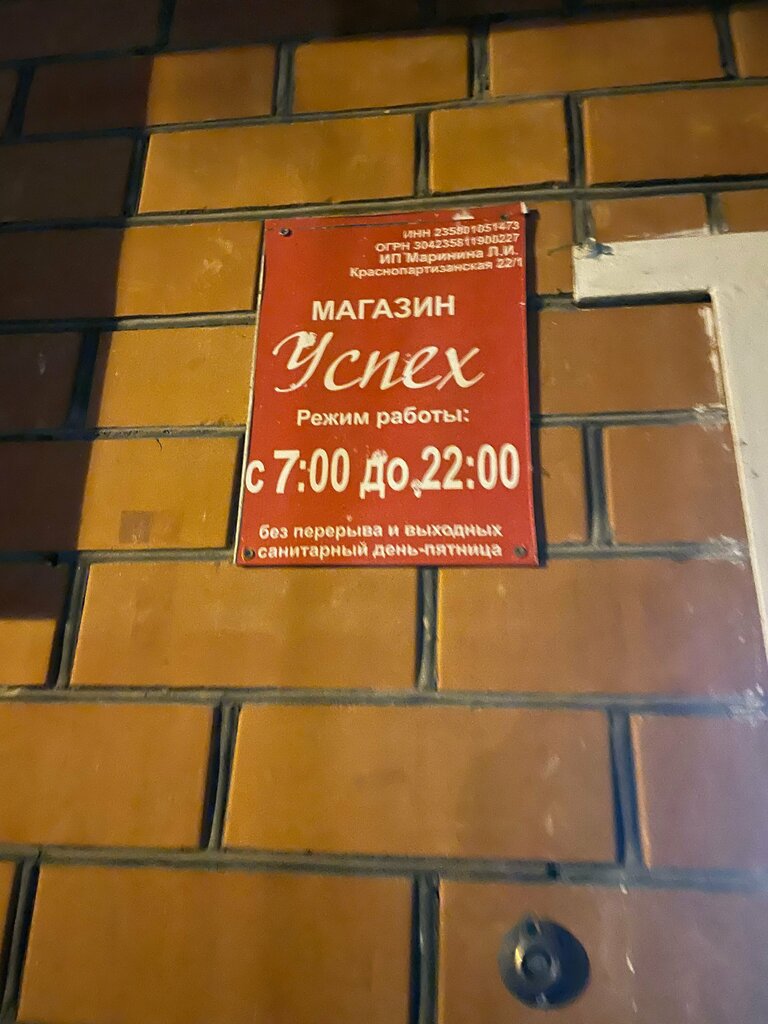 ИНН 235801051473
ОГРН 304235811900227
ИП Маринина Л.И.
Краснопартизанская 22/1
МАГАЗИН
Успех
Режим работы:
с 7:00 до 22:00
без перерыва и выходных
санитарный день-пятница